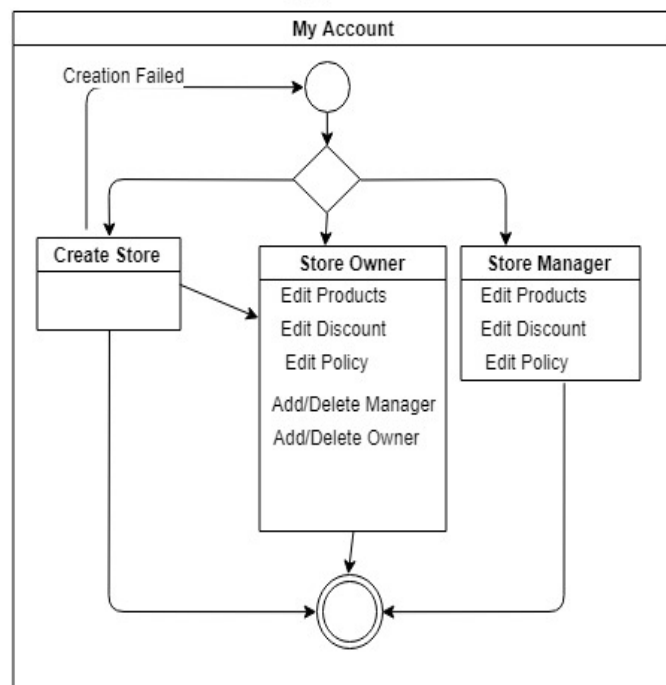 My Account
Creation Failed
Create Store
Store Owner
Edit Products
Edit Discount
Edit Policy
Add/Delete Manager
Add/Delete Owner
Store Manager
Edit Products
Edit Discount
Edit Policy